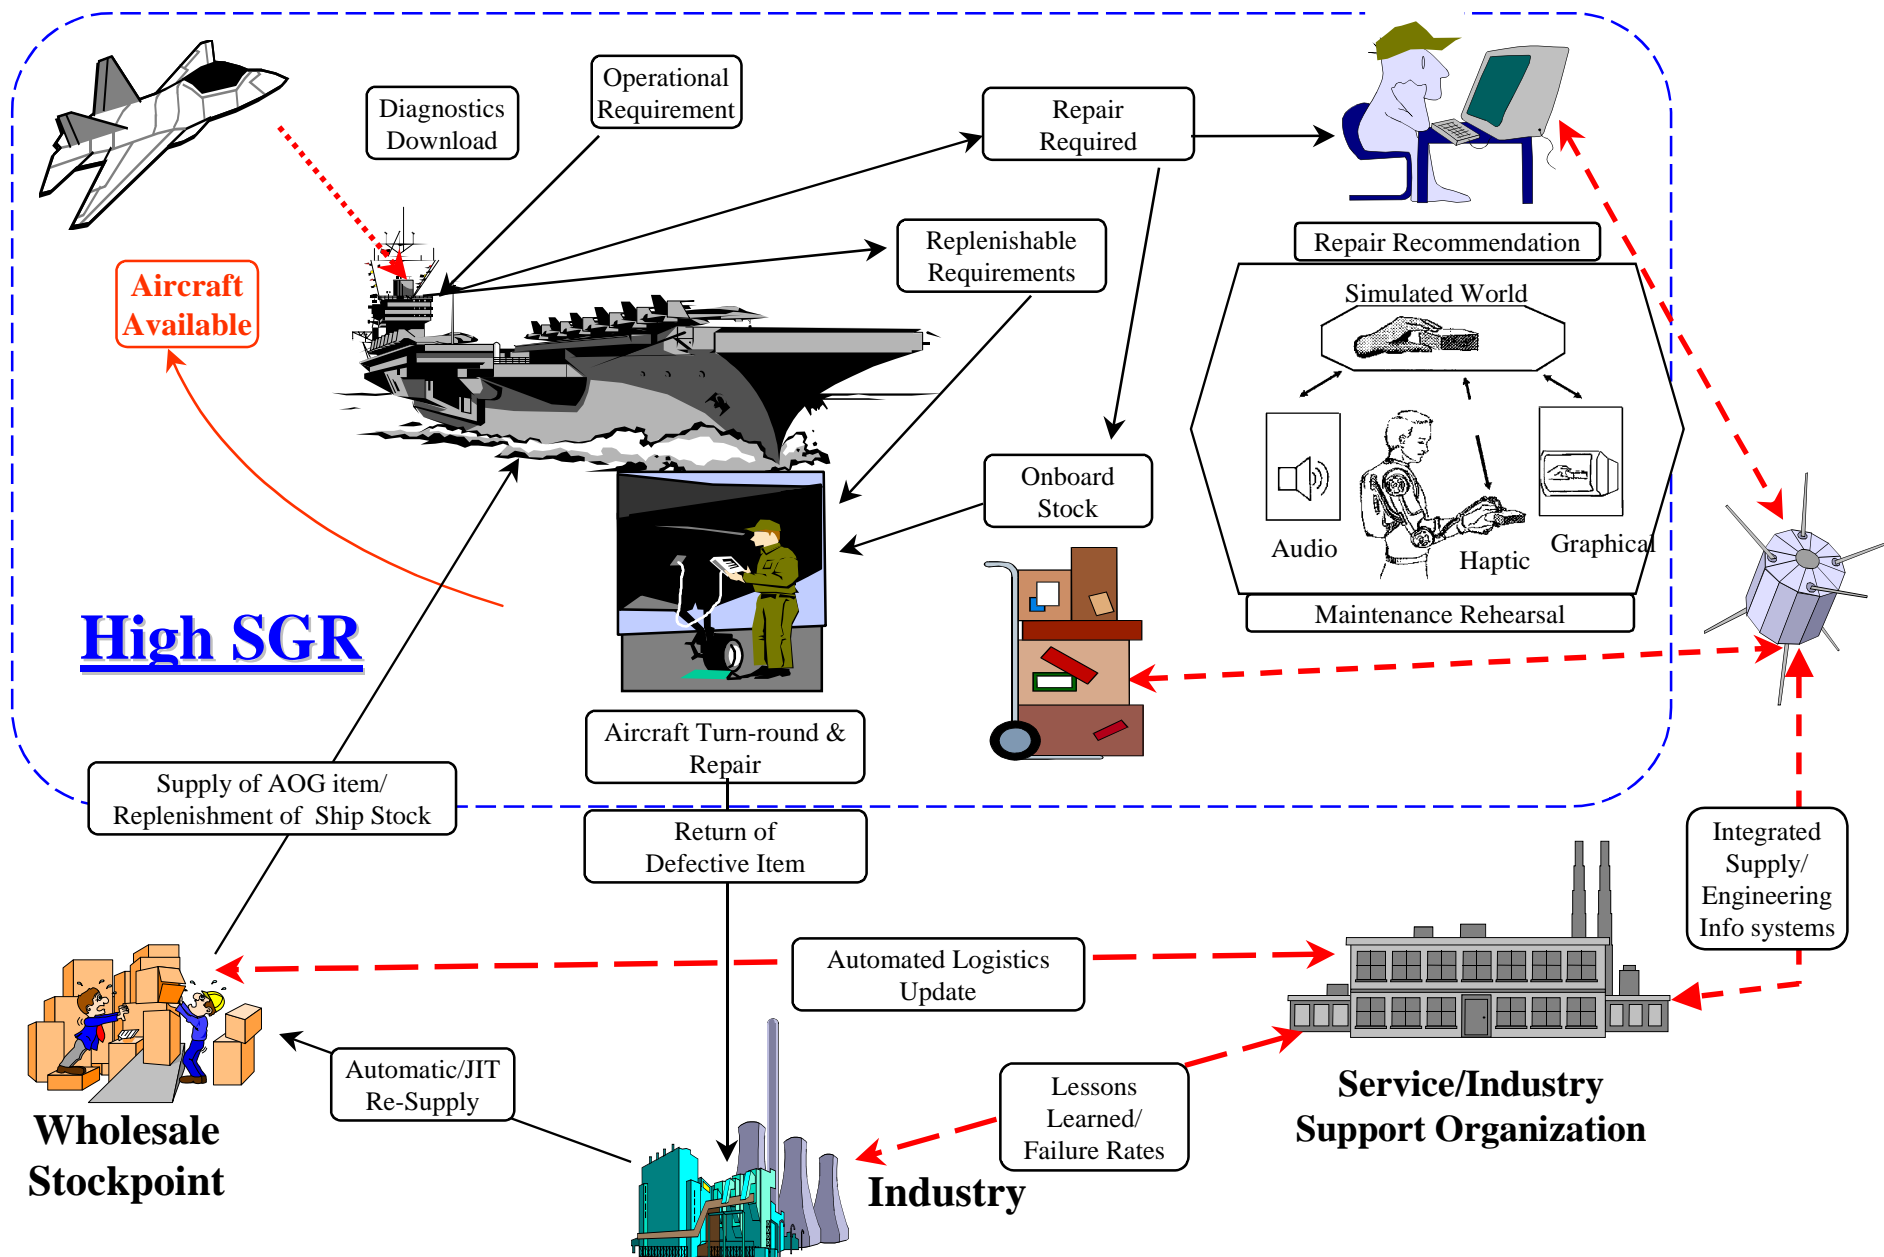 Operational
Requirement
Diagnostics
Download
Repair
Required
Replenishable
Requirements
Repair Recommendation
Aircraft
Available
Simulated World
Audio
Haptic
Graphical
Maintenance Rehearsal
Onboard
Stock
High SGR
Aircraft Turn-round &
Repair
Supply of AOG item/
Replenishment of Ship Stock
Return of
Defective Item
Integrated
Supply/
Engineering
Info systems
Automated Logistics
Update
Automatic/JIT
Re-Supply
Lessons
Learned/
Failure Rates
Service/Industry
Support Organization
Wholesale
Stockpoint
Industry